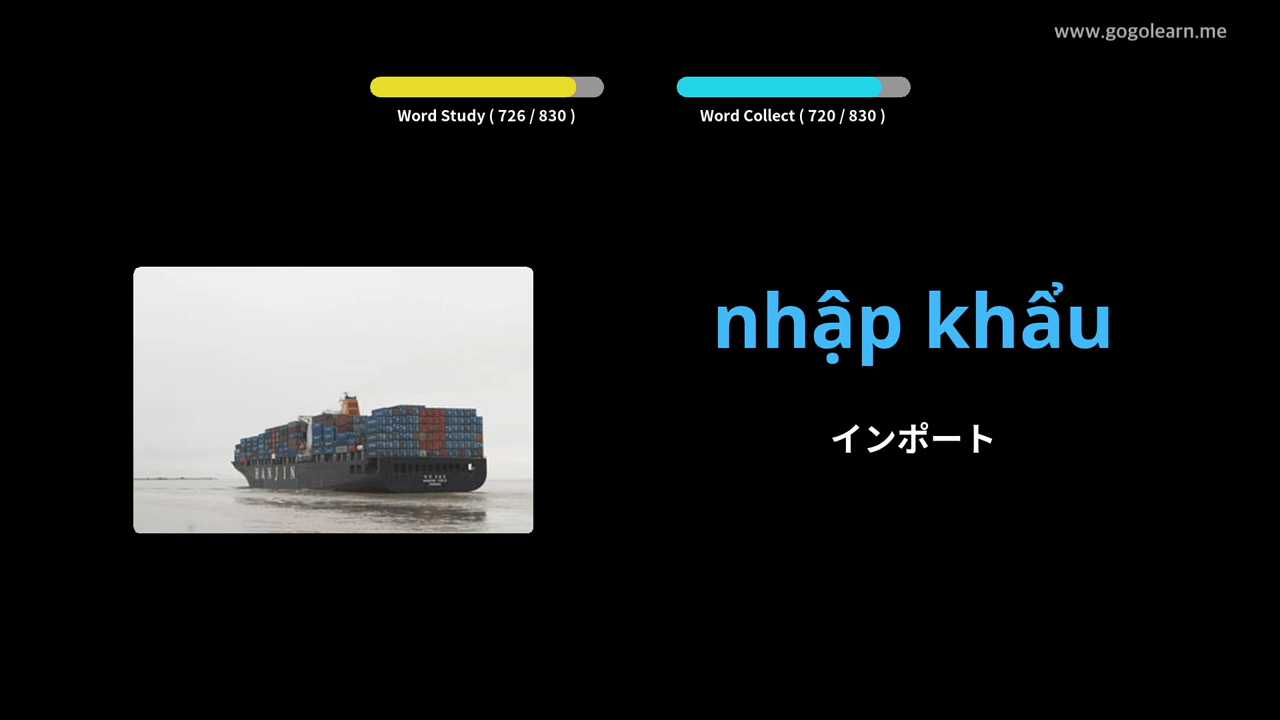 www.gogolearn.me
Word Study ( 726 / 830 )
Word Collect ( 720 / 830 )
nhập khẩu
インポート
HANJIN